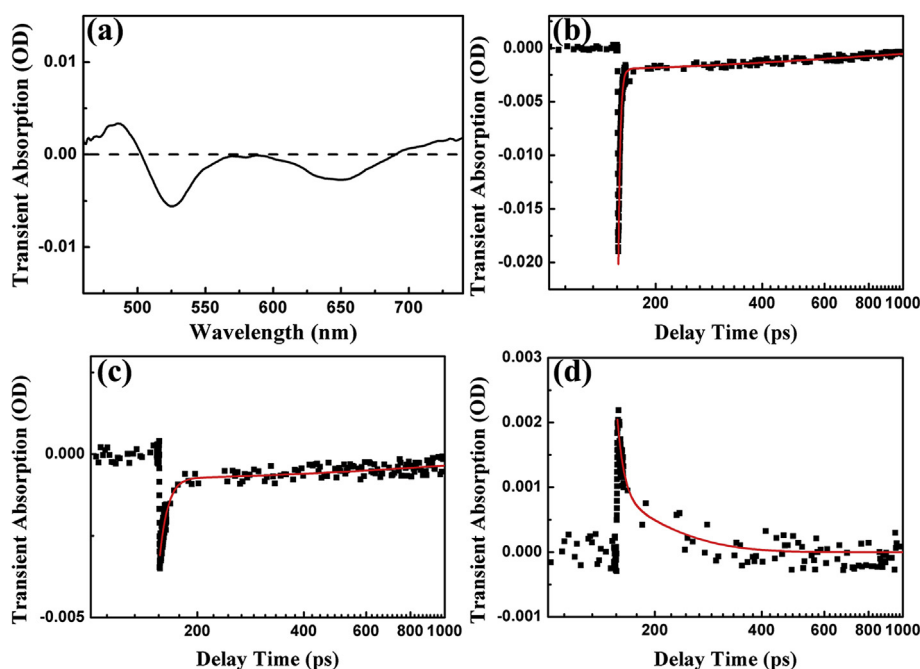 (a)
Transient Absorption (OD)
0.01
0.00
-0.01
500 550 600 650 700
Wavelength (nm)
(b)
Transient Absorption (OD)
0.000
-0.005
-0.010
-0.015
-0.020
200 400 600 800 1000
Delay Time (ps)
(c)
Transient Absorption (OD)
0.000
-0.005
200 400 600 800 1000
Delay Time (ps)
(d)
Transient Absorption (OD)
0.003
0.002
0.001
0.000
-0.001
200 400 600 800 1000
Delay Time (ps)